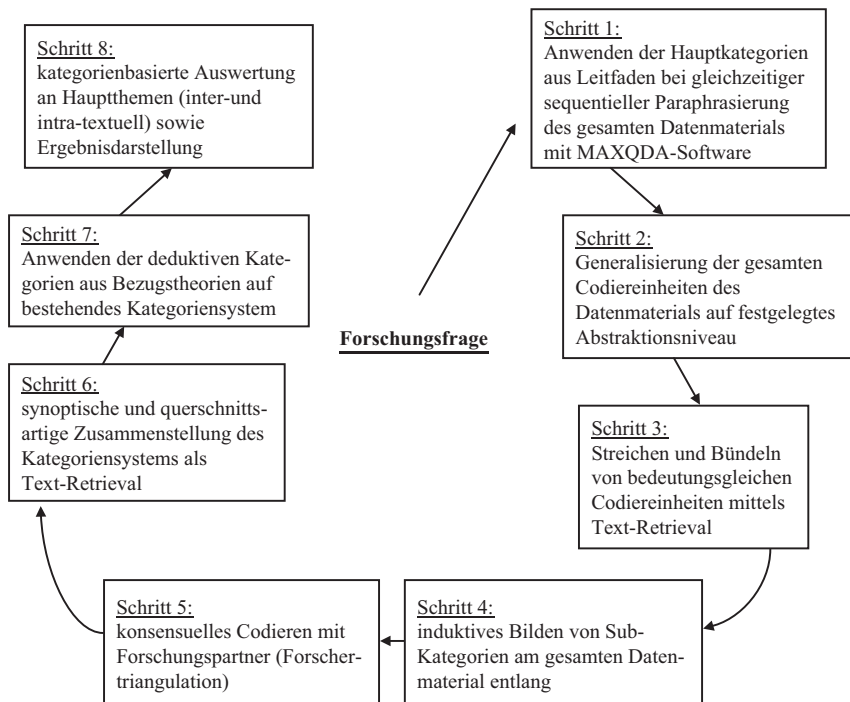 Forschungsfrage
Schritt 1:
Anwenden der Hauptkategorien
aus Leitfaden bei gleichzeitiger
sequentieller Paraphrasierung
des gesamten Datenmaterials
mit MAXQDA-Software
Schritt 2:
Generalisierung der gesamten
Codiereinheiten des
Datenmaterials auf festgelegtes
Abstraktionsniveau
Schritt 3:
Streichen und Bündeln
von bedeutungsgleichen
Codiereinheiten mittels
Text-Retrieval
Schritt 4:
induktives Bilden von Sub-
Kategorien am gesamten Daten-
material entlang
Schritt 5:
konsensuelles Codieren mit
Forschungspartner (Forscher-
triangulation)
Schritt 6:
synoptische und querschnitts-
artige Zusammenstellung des
Kategoriensystems als
Text-Retrieval
Schritt 7:
Anwenden der deduktiven Kate-
gorien aus Bezugstheorien auf
bestehendes Kategoriensystem
Schritt 8:
kategorienbasierte Auswertung
an Hauptthemen (inter-und
intra-textuell) sowie
Ergebnisdarstellung